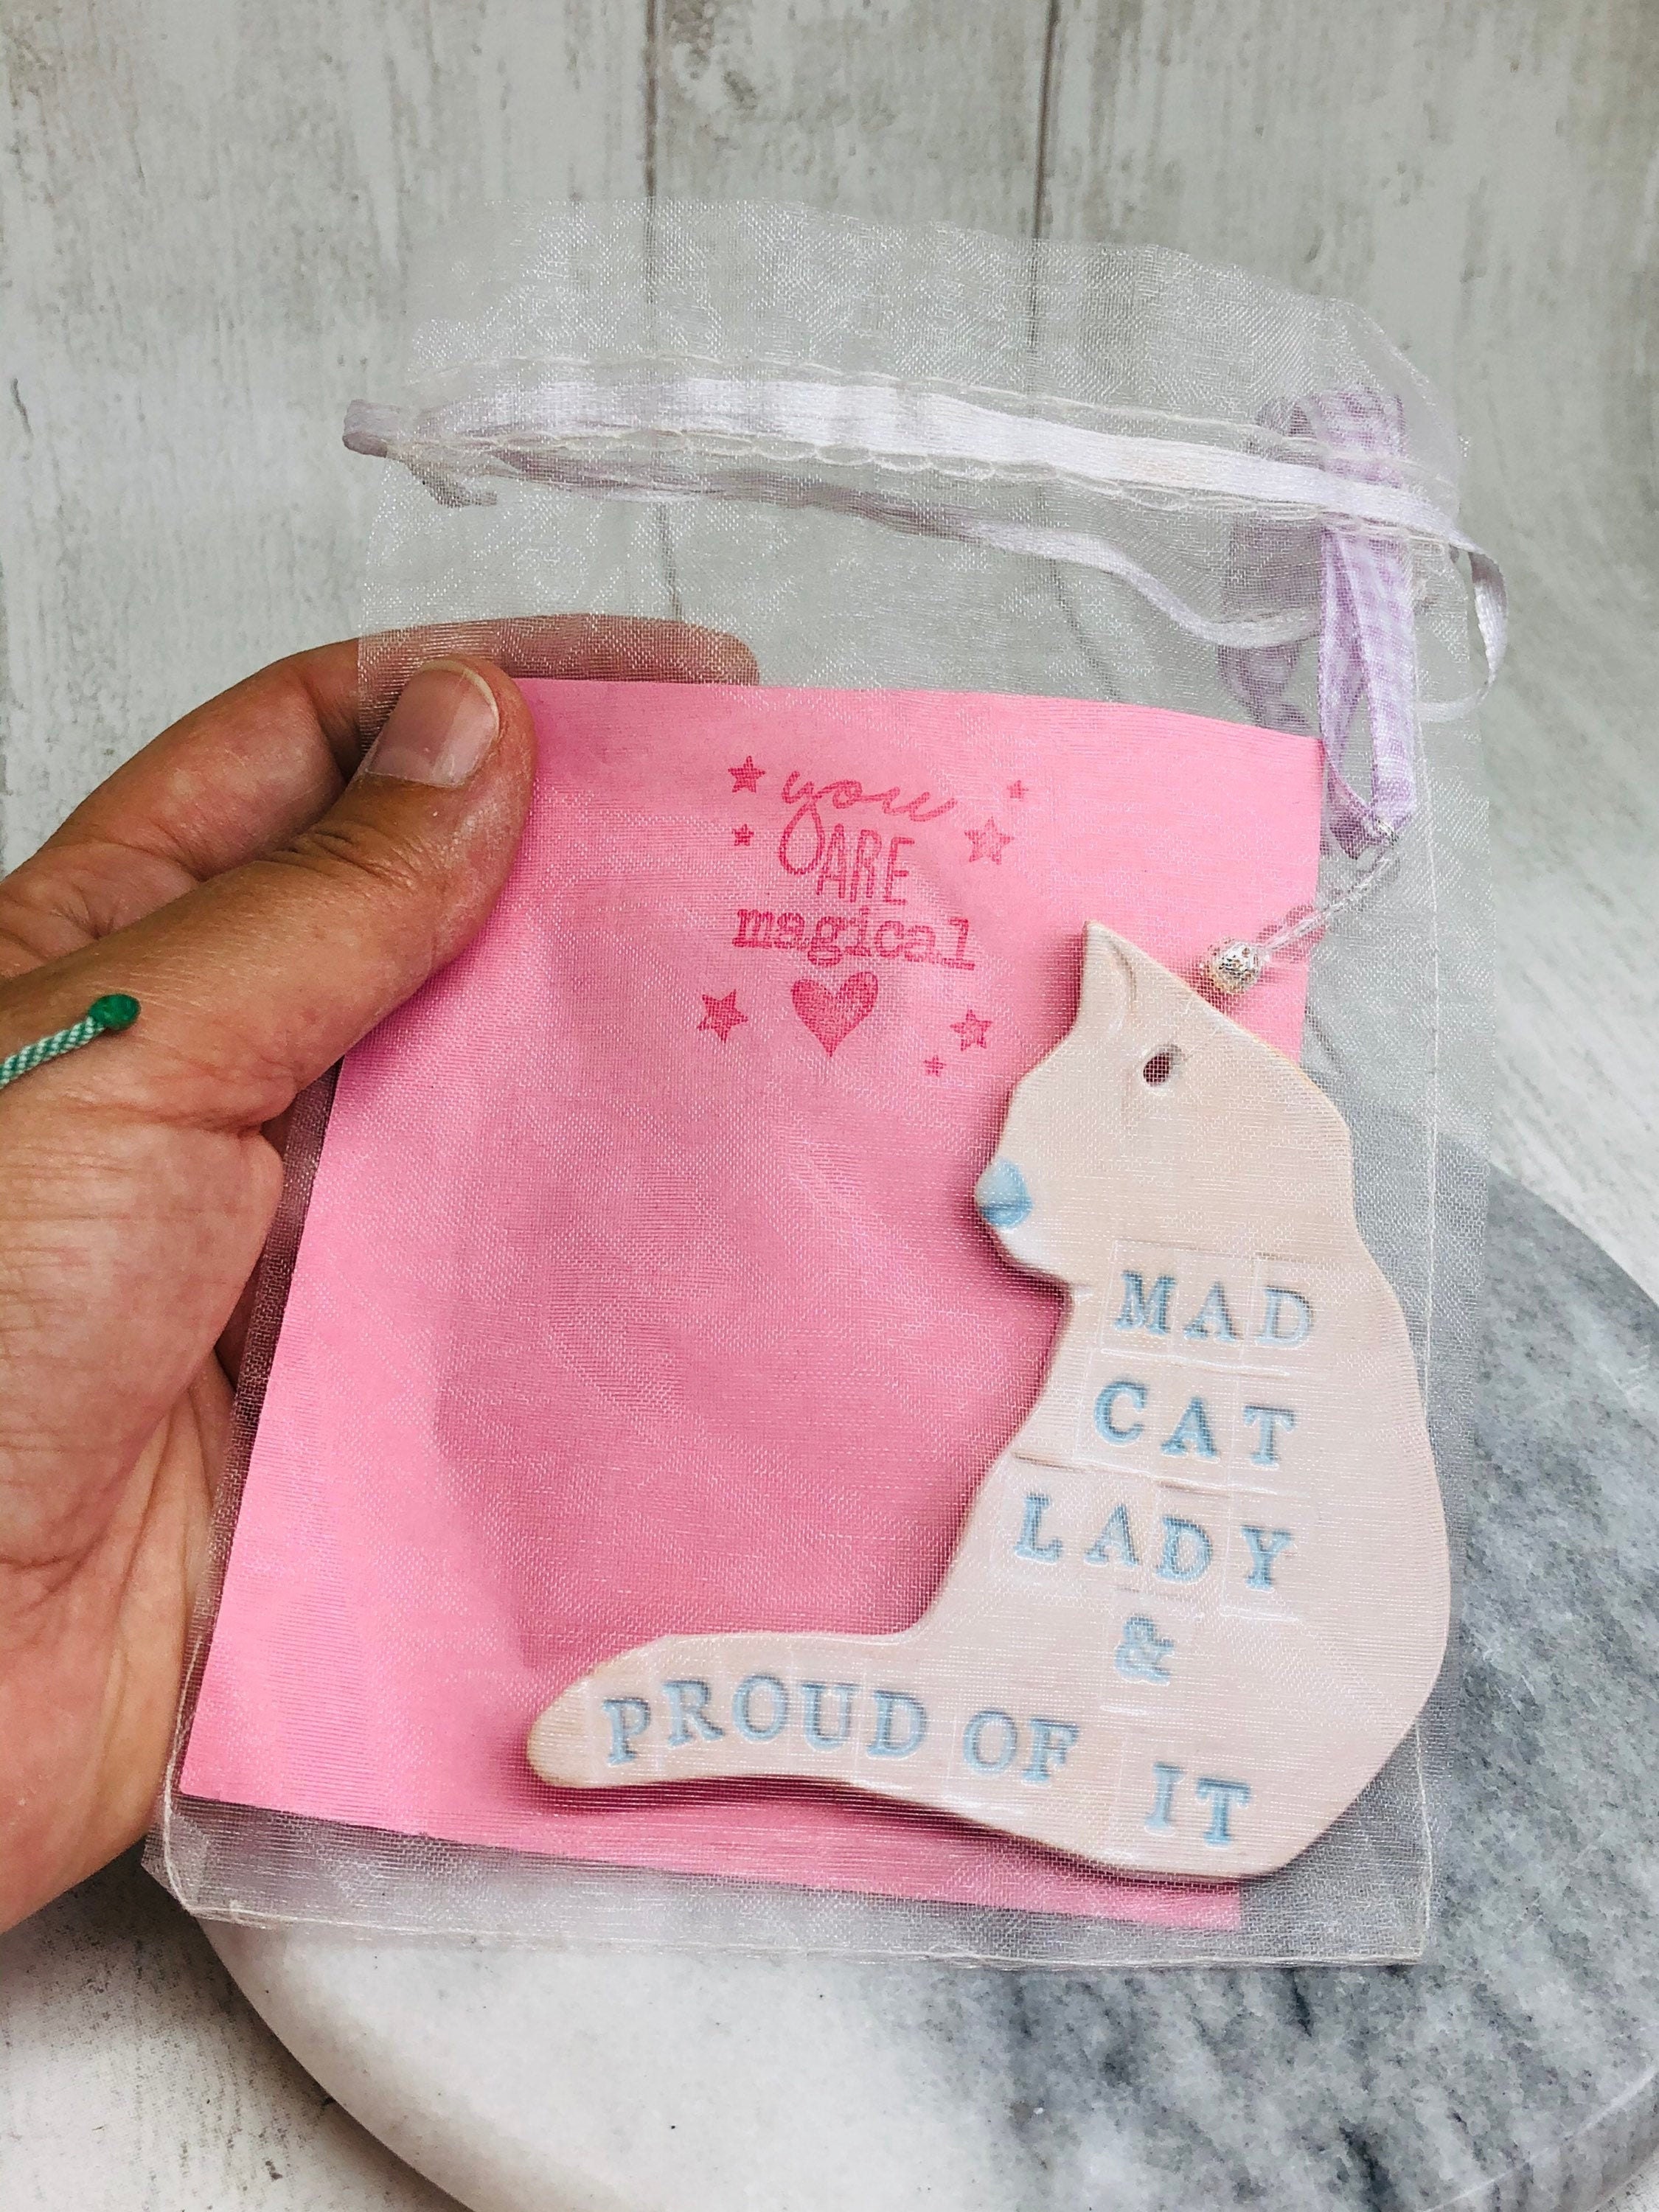 you
ARE
magical
MAD
CAT
LADY
&
PROUD OF IT